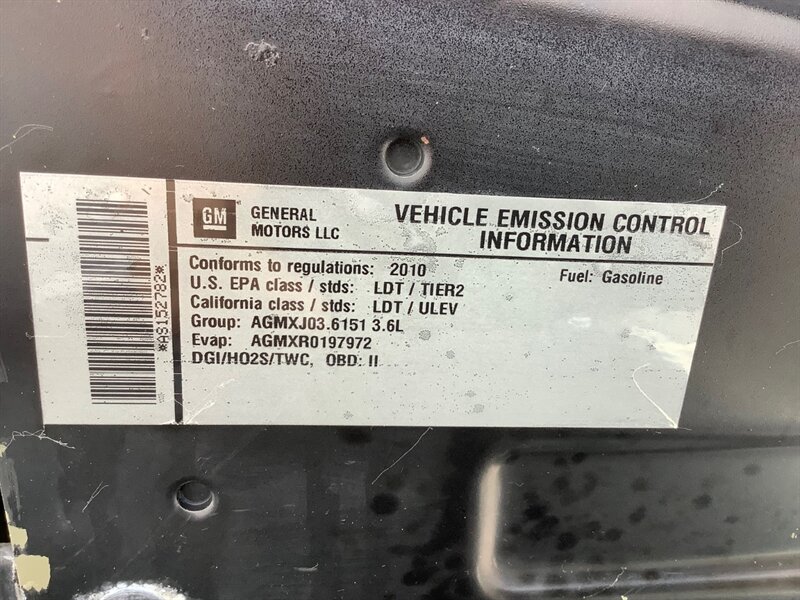 GM
GENERAL
MOTORS LLC
VEHICLE EMISSION CONTROL
INFORMATION
Conforms to regulations: 2010
Fuel: Gasoline
U.S. EPA class / stds: LDT / TIER2
California class / stds: LDT / ULEV
Group: AGMXJ03.6151 3.6L
Evap: AGMXR0197972
DGI/HO2S/TWC, OBD: II
*AS152782*